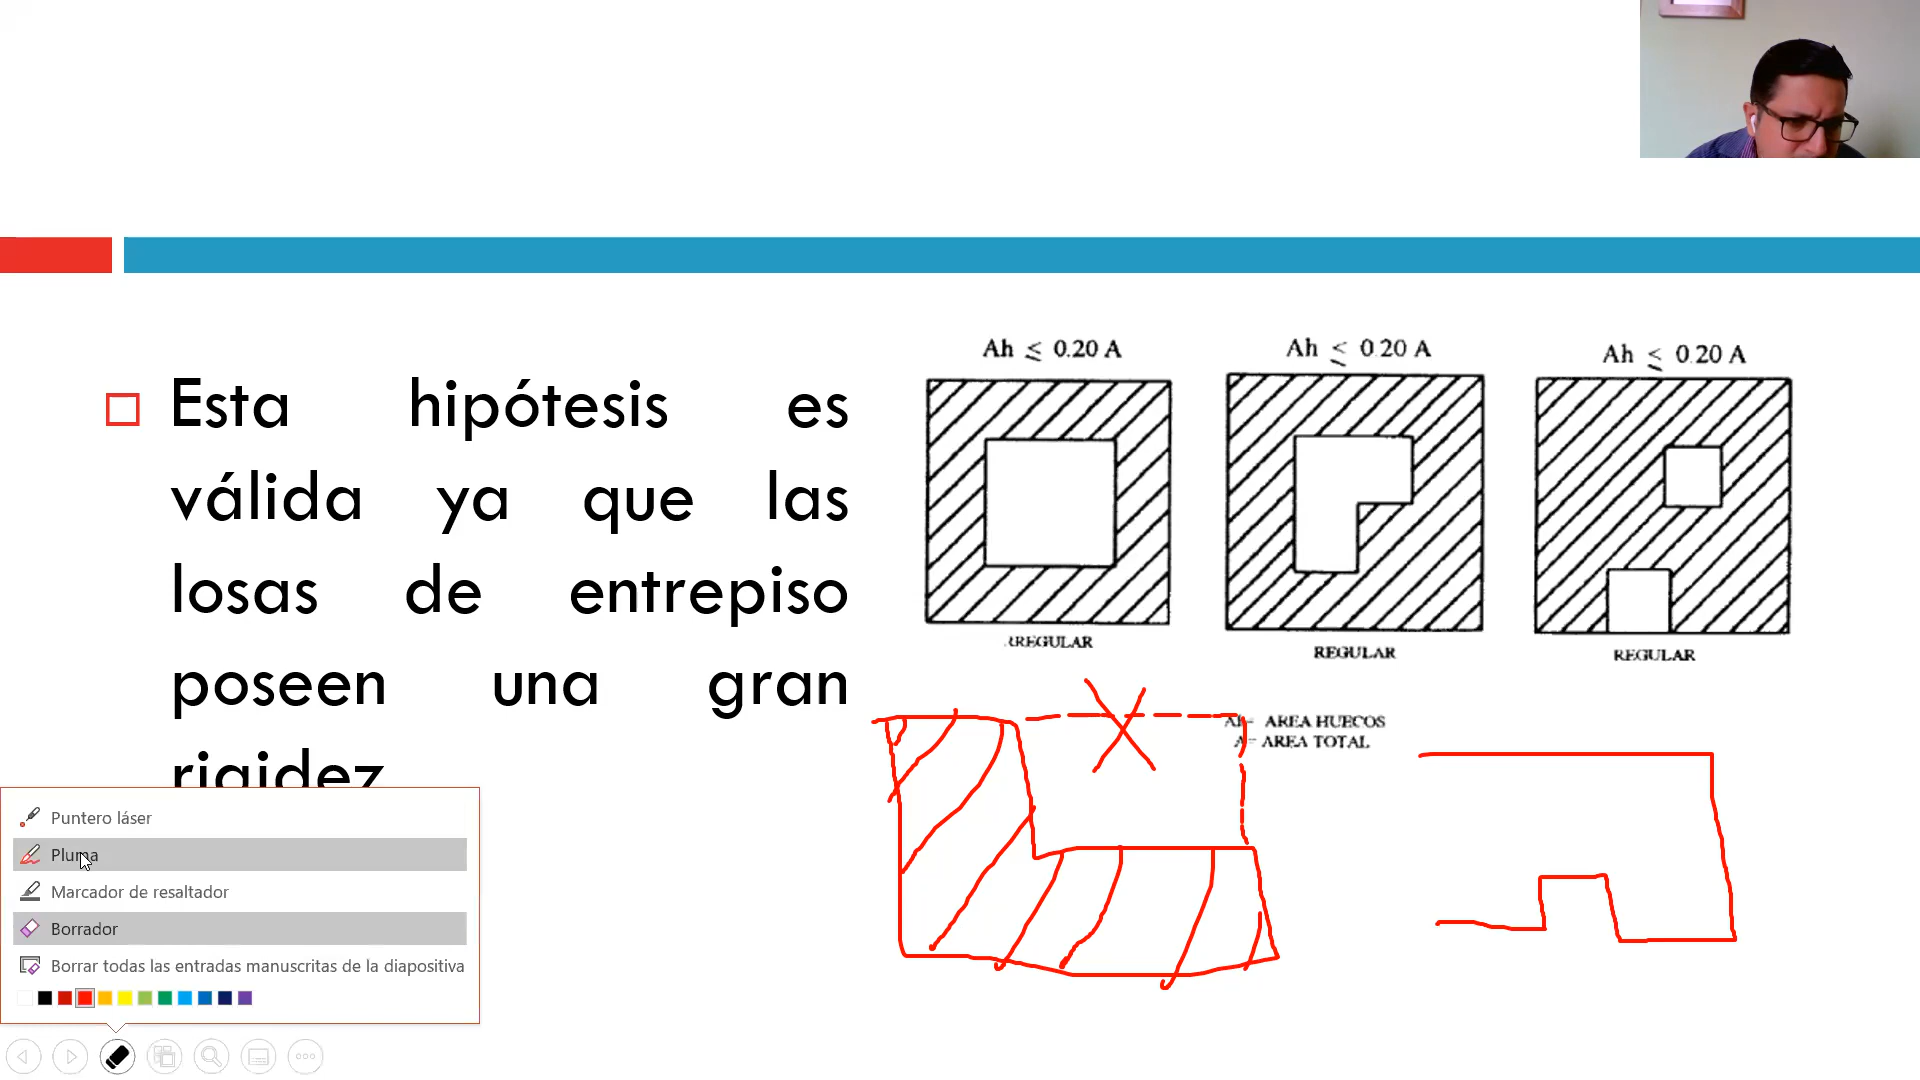 Esta hipótesis es
válida ya que las
losas de entrepiso
poseen una gran
rigidez
Ah ≤ 0.20 A
Ah ≤ 0.20 A
Ah ≤ 0.20 A
RREGULAR
REGULAR
REGULAR
AREA HUECOS
A= AREA TOTAL
Puntero láser
Pluma
Marcador de resaltador
Borrador
Borrar todas las entradas manuscritas de la diapositiva